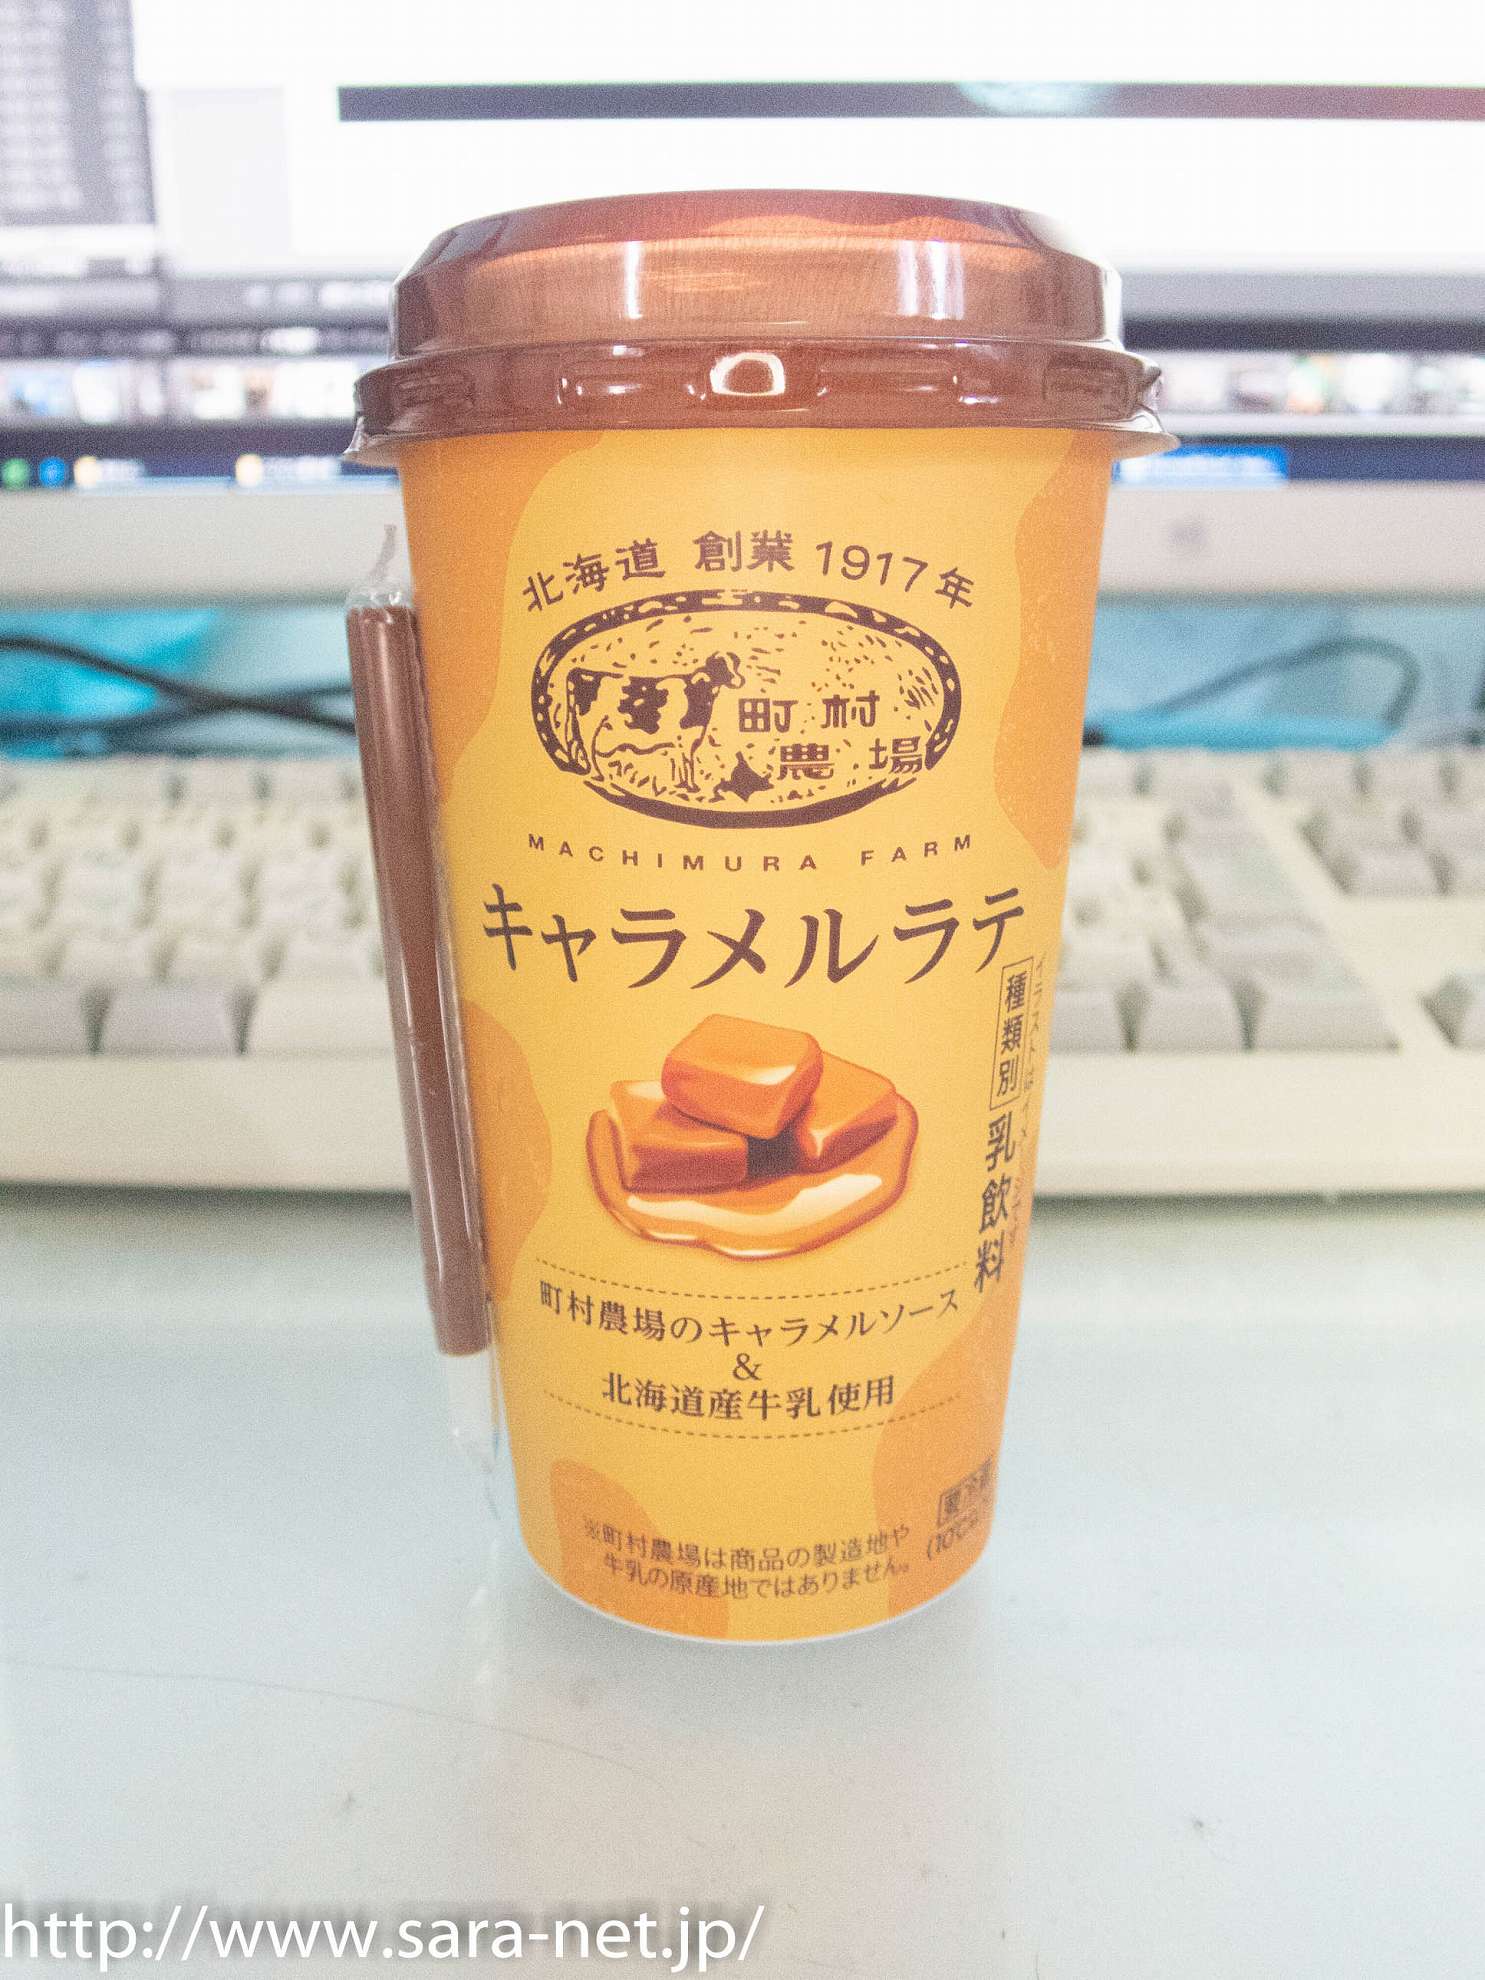 北海道 創業 1917年
町村
農場
MACHIMURA FARM
キャラメルラテ
種類別 乳飲料
町村農場のキャラメルソース
&
北海道産牛乳使用
※町村農場は商品の製造地や
牛乳の原産地ではありません。
http://www.sara-net.jp/